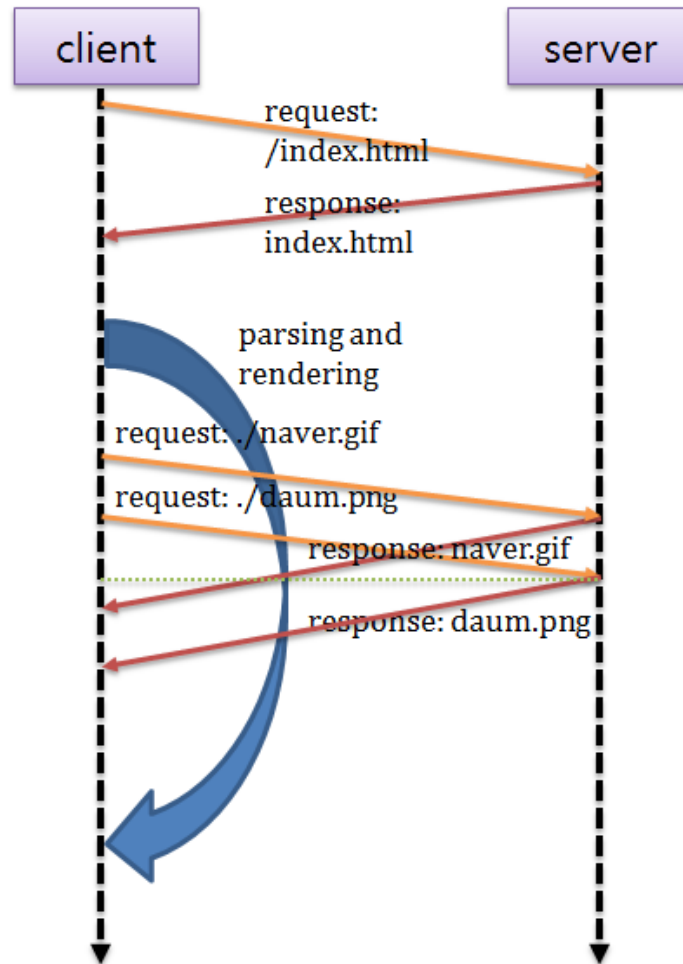 client
server
request:
/index.html
response:
index.html
parsing and
rendering
request: ./naver.gif
request: ./daum.png
response: naver.gif
response: daum.png